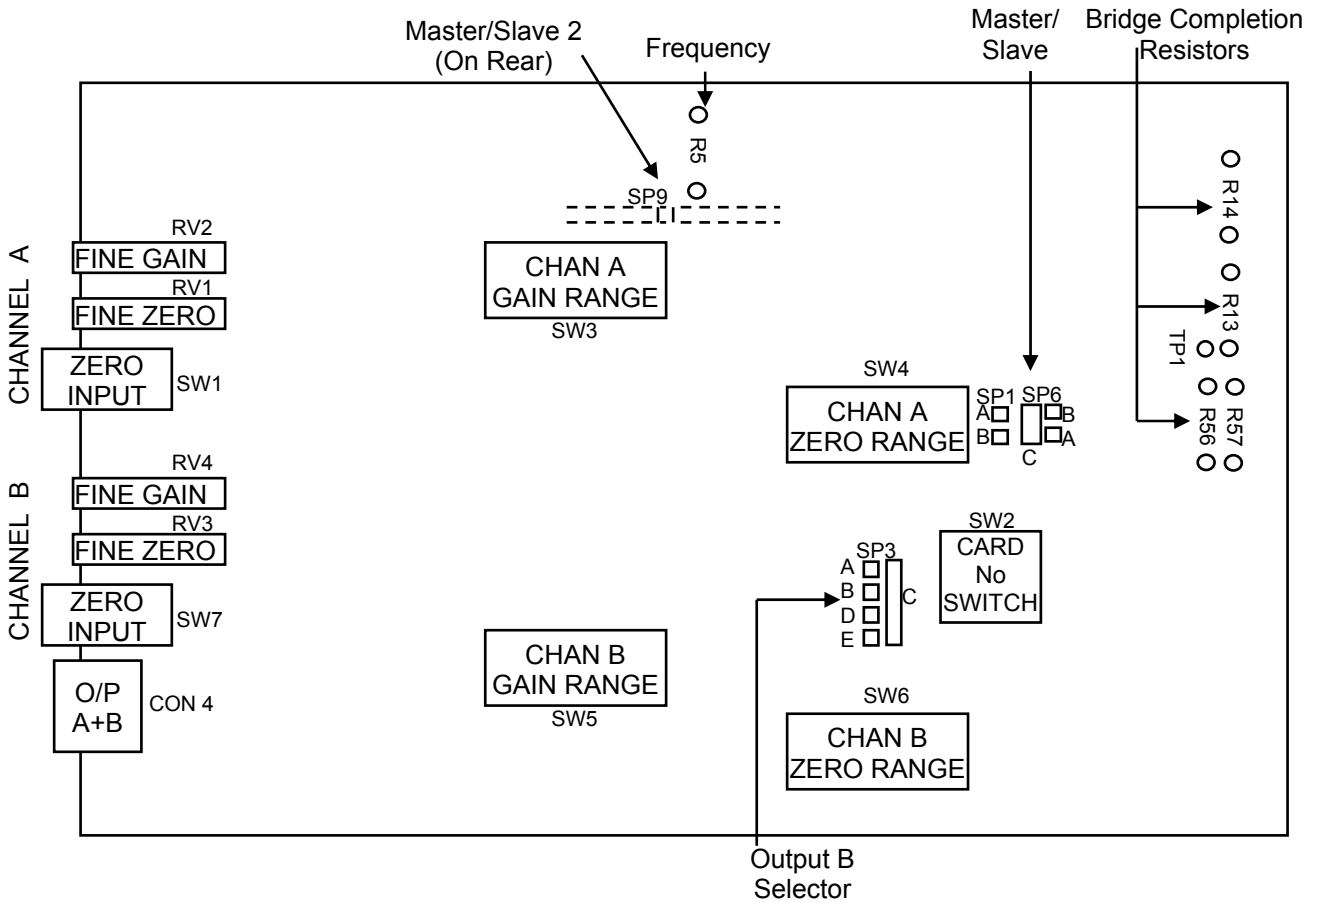 Master/Slave 2
(On Rear)
Frequency
Master/
Slave
Bridge Completion
Resistors
R5
SP9
R14
R13
TP1
R56
R57
CHANNEL A
RV2
FINE GAIN
RV1
FINE ZERO
ZERO
INPUT
SW1
CHAN A
GAIN RANGE
SW3
SW4
CHAN A
ZERO RANGE
SP1
A
B
SP6
B
A
C
CHANNEL B
RV4
FINE GAIN
RV3
FINE ZERO
ZERO
INPUT
SW7
O/P
A+B
CON 4
CHAN B
GAIN RANGE
SW5
SP3
A
B
D
E
C
SW2
CARD
No
SWITCH
SW6
CHAN B
ZERO RANGE
Output B
Selector